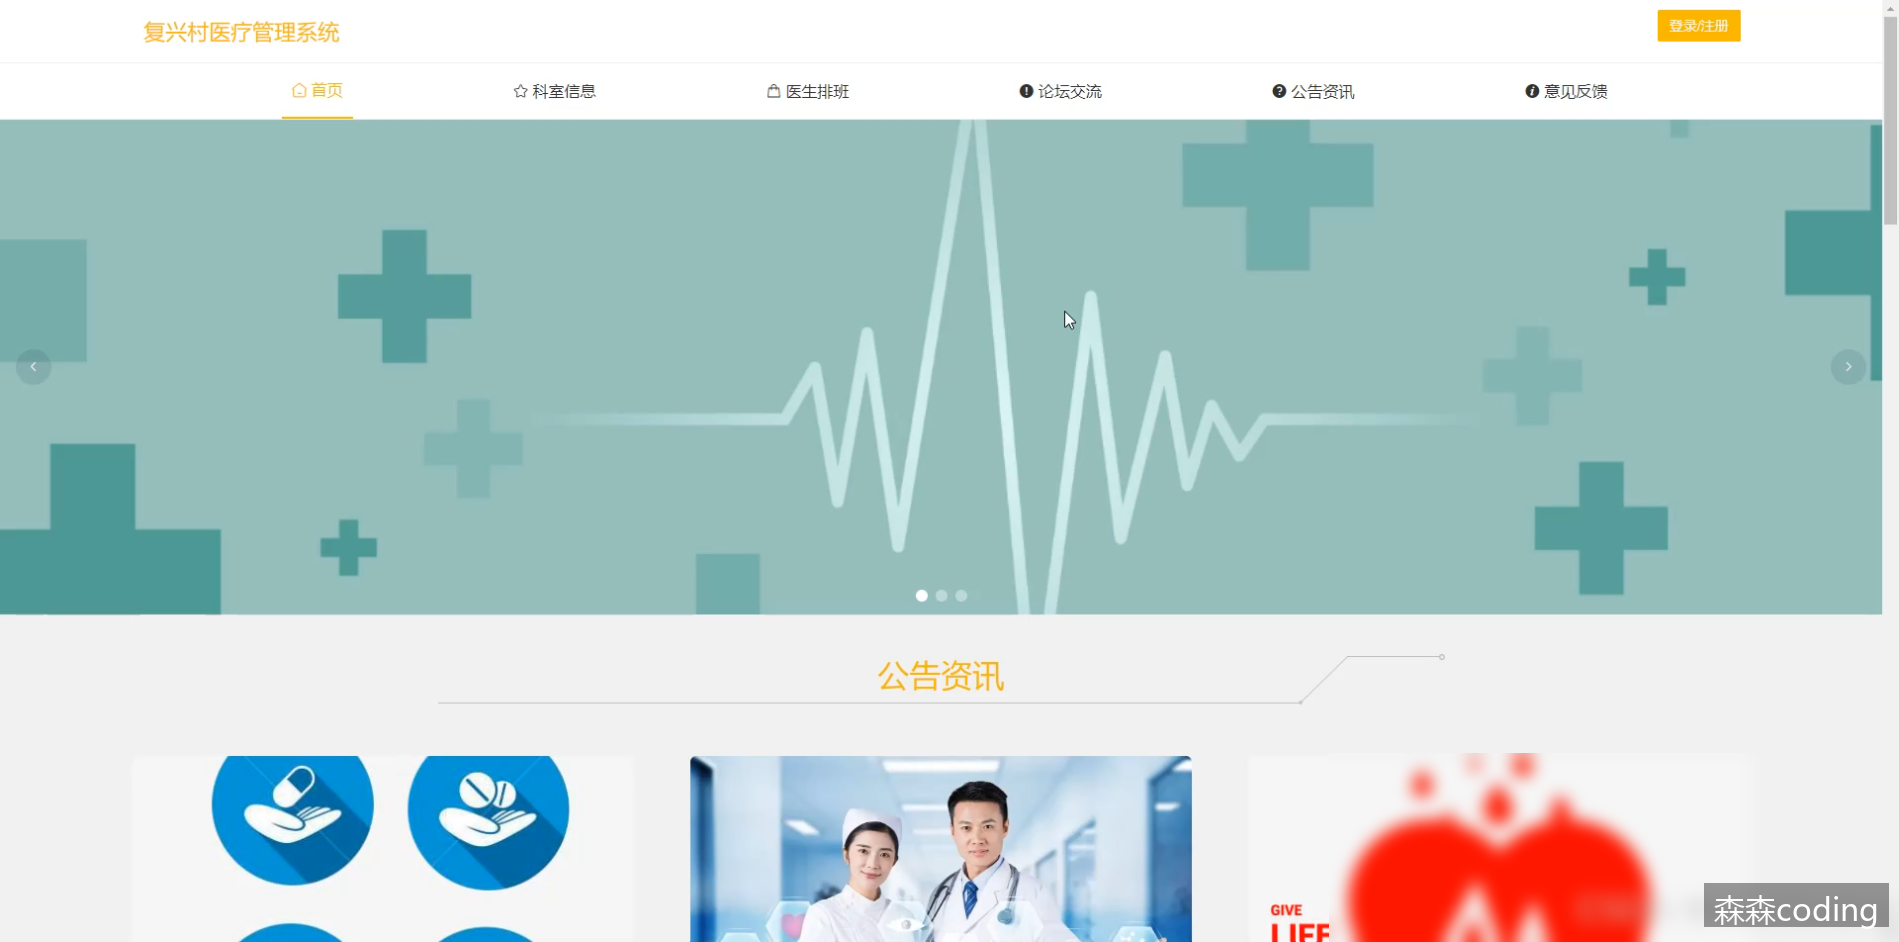 复兴村医疗管理系统
登录/注册
首页
科室信息
医生排班
论坛交流
公告资讯
意见反馈
公告资讯
GIVE
LIFE
森森coding